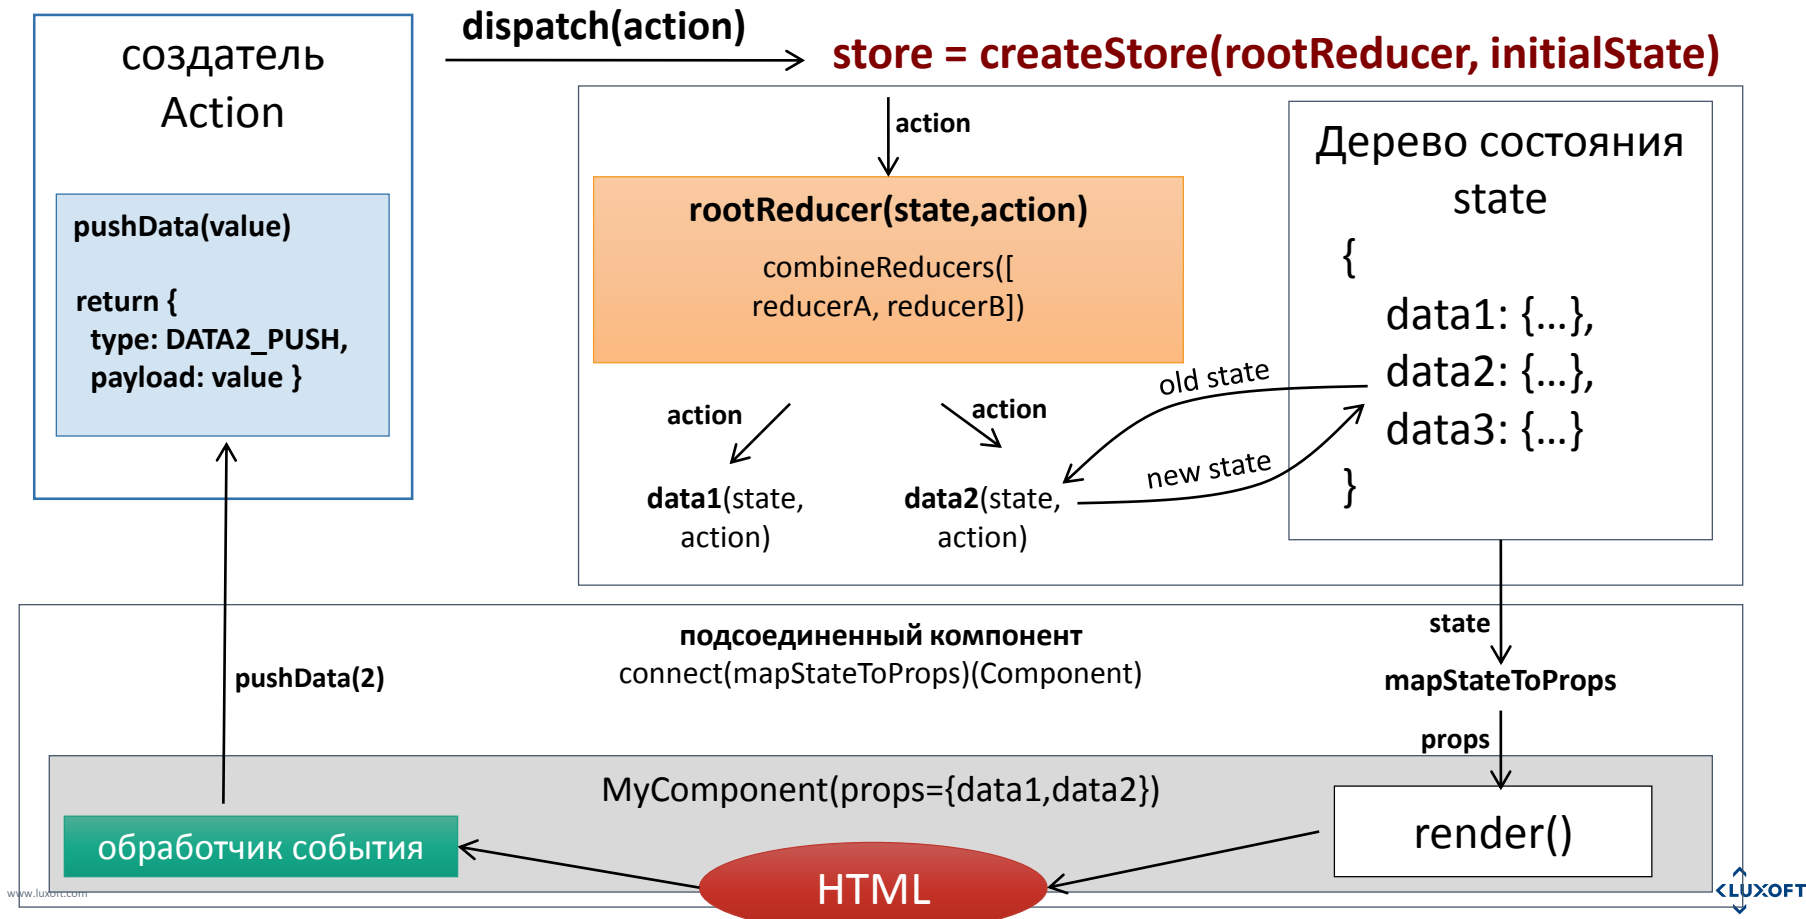 создатель
Action
pushData(value)
return {
type: DATA2_PUSH,
payload: value }
dispatch(action)
store = createStore(rootReducer, initialState)
action
rootReducer(state,action)
combineReducers([
reducerA, reducerB])
action
action
data1(state,
action)
data2(state,
action)
old state
new state
Дерево состояния
state
{
data1: {...},
data2: {...},
data3: {...}
}
pushData(2)
подсоединенный компонент
connect(mapStateToProps)(Component)
state
mapStateToProps
props
MyComponent(props={data1,data2})
обработчик события
HTML
render()
www.luxoft.com
LUXOFT